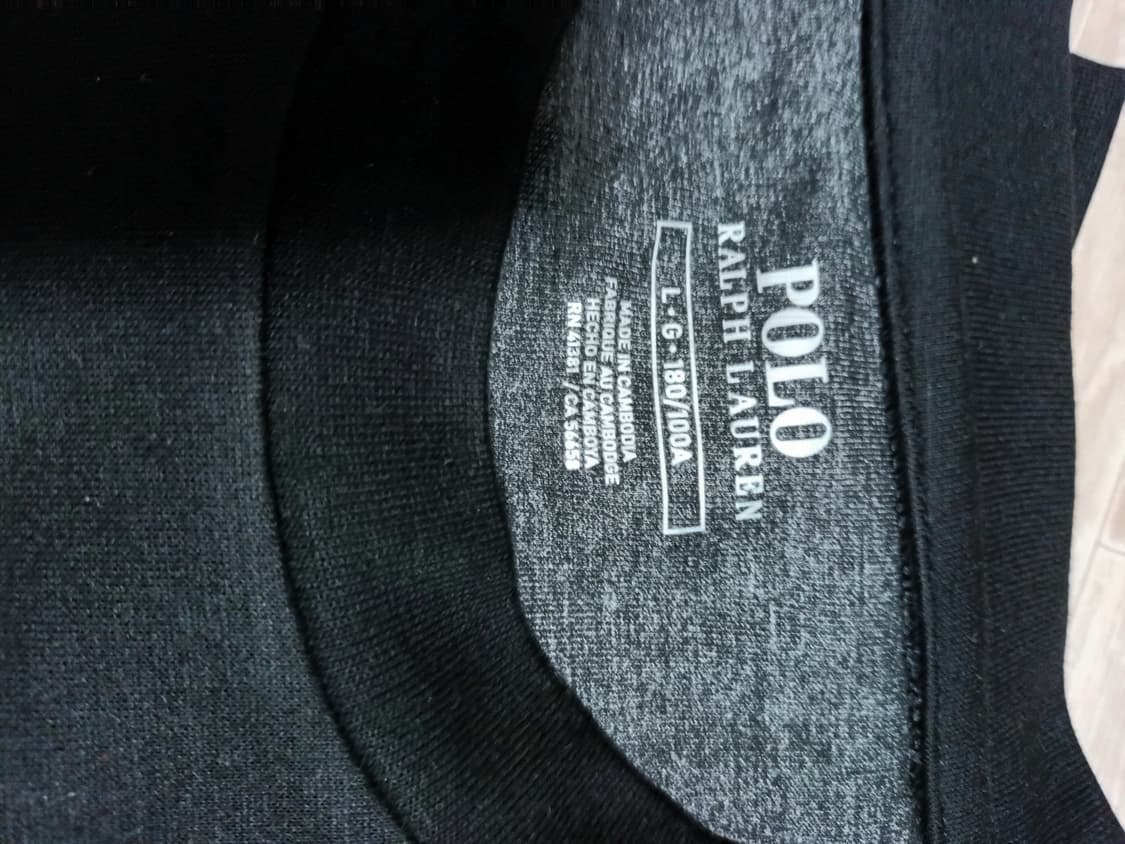 POLO
RALPH LAUREN
L • G • 180/100A
MADE IN CAMBODIA
FABRIQUE AU CAMBODGE
HECHO EN CAMBOYA
RN 41381 / CA 56658